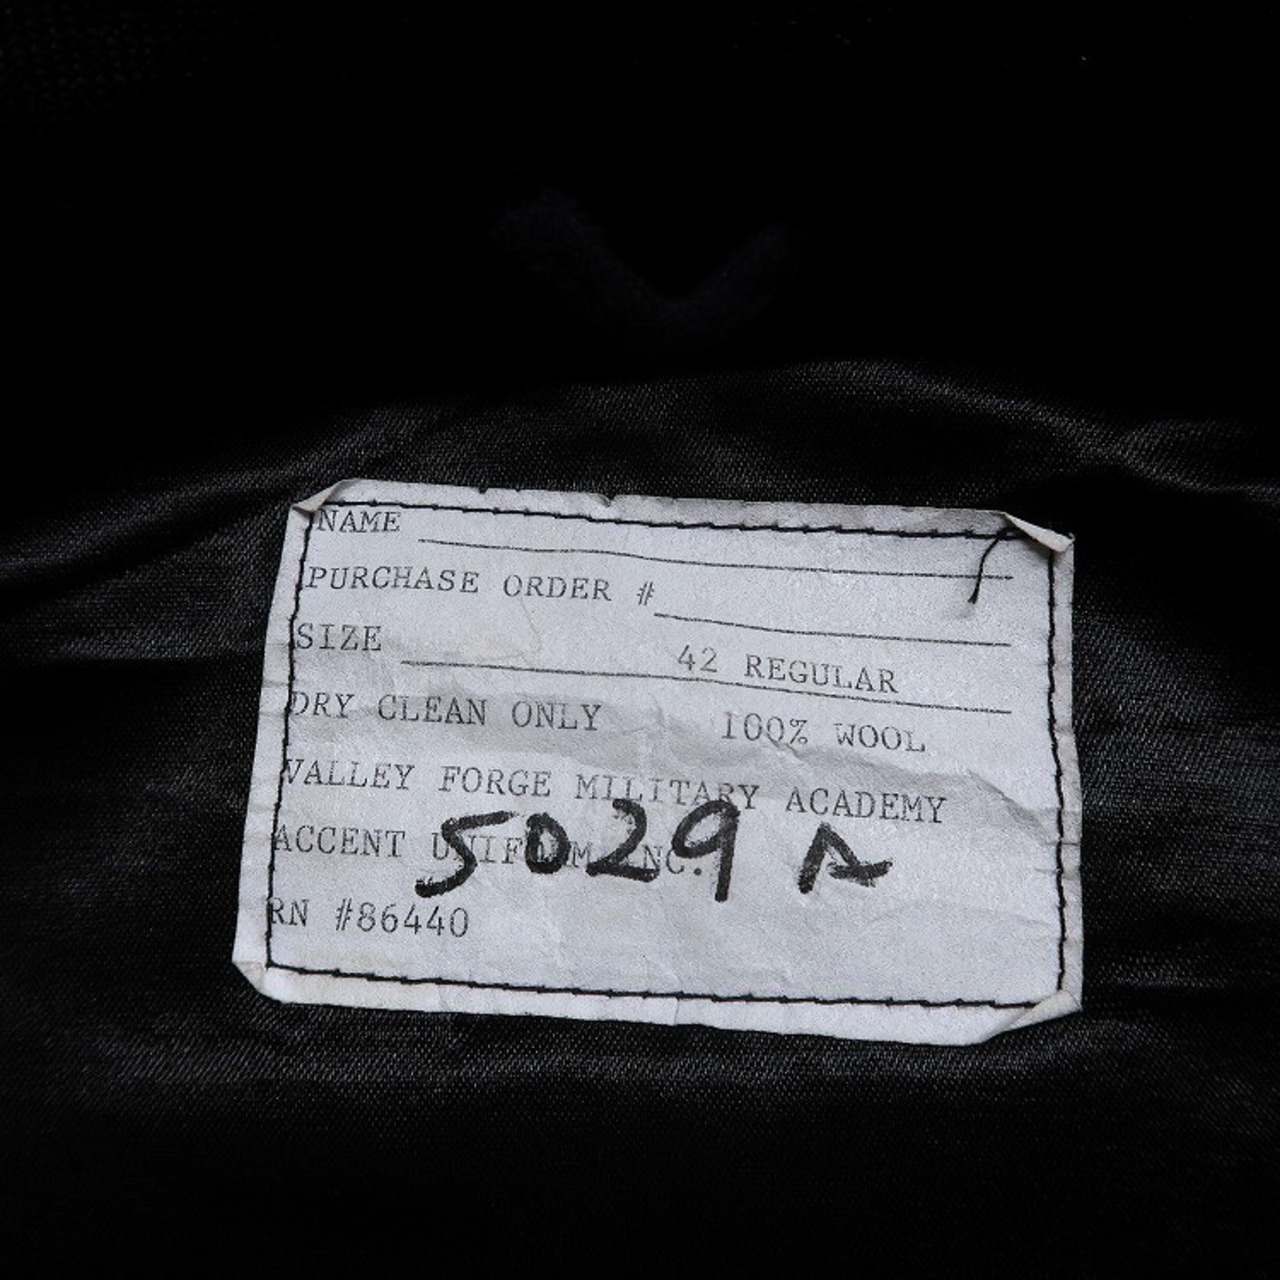 NAME
PURCHASE ORDER #
SIZE 42 REGULAR
DRY CLEAN ONLY 100% WOOL
VALLEY FORGE MILITARY ACADEMY
ACCENT UNIFORM INC.
5029 A
RN #86440